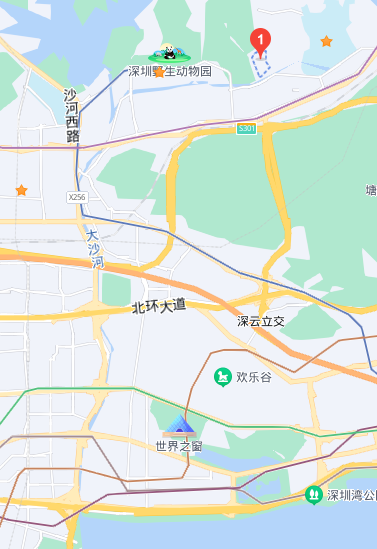 1
深圳野生动物园
沙河西路
S301
X256
塘
大沙河
北环大道
深云立交
欢乐谷
世界之窗
深圳湾公